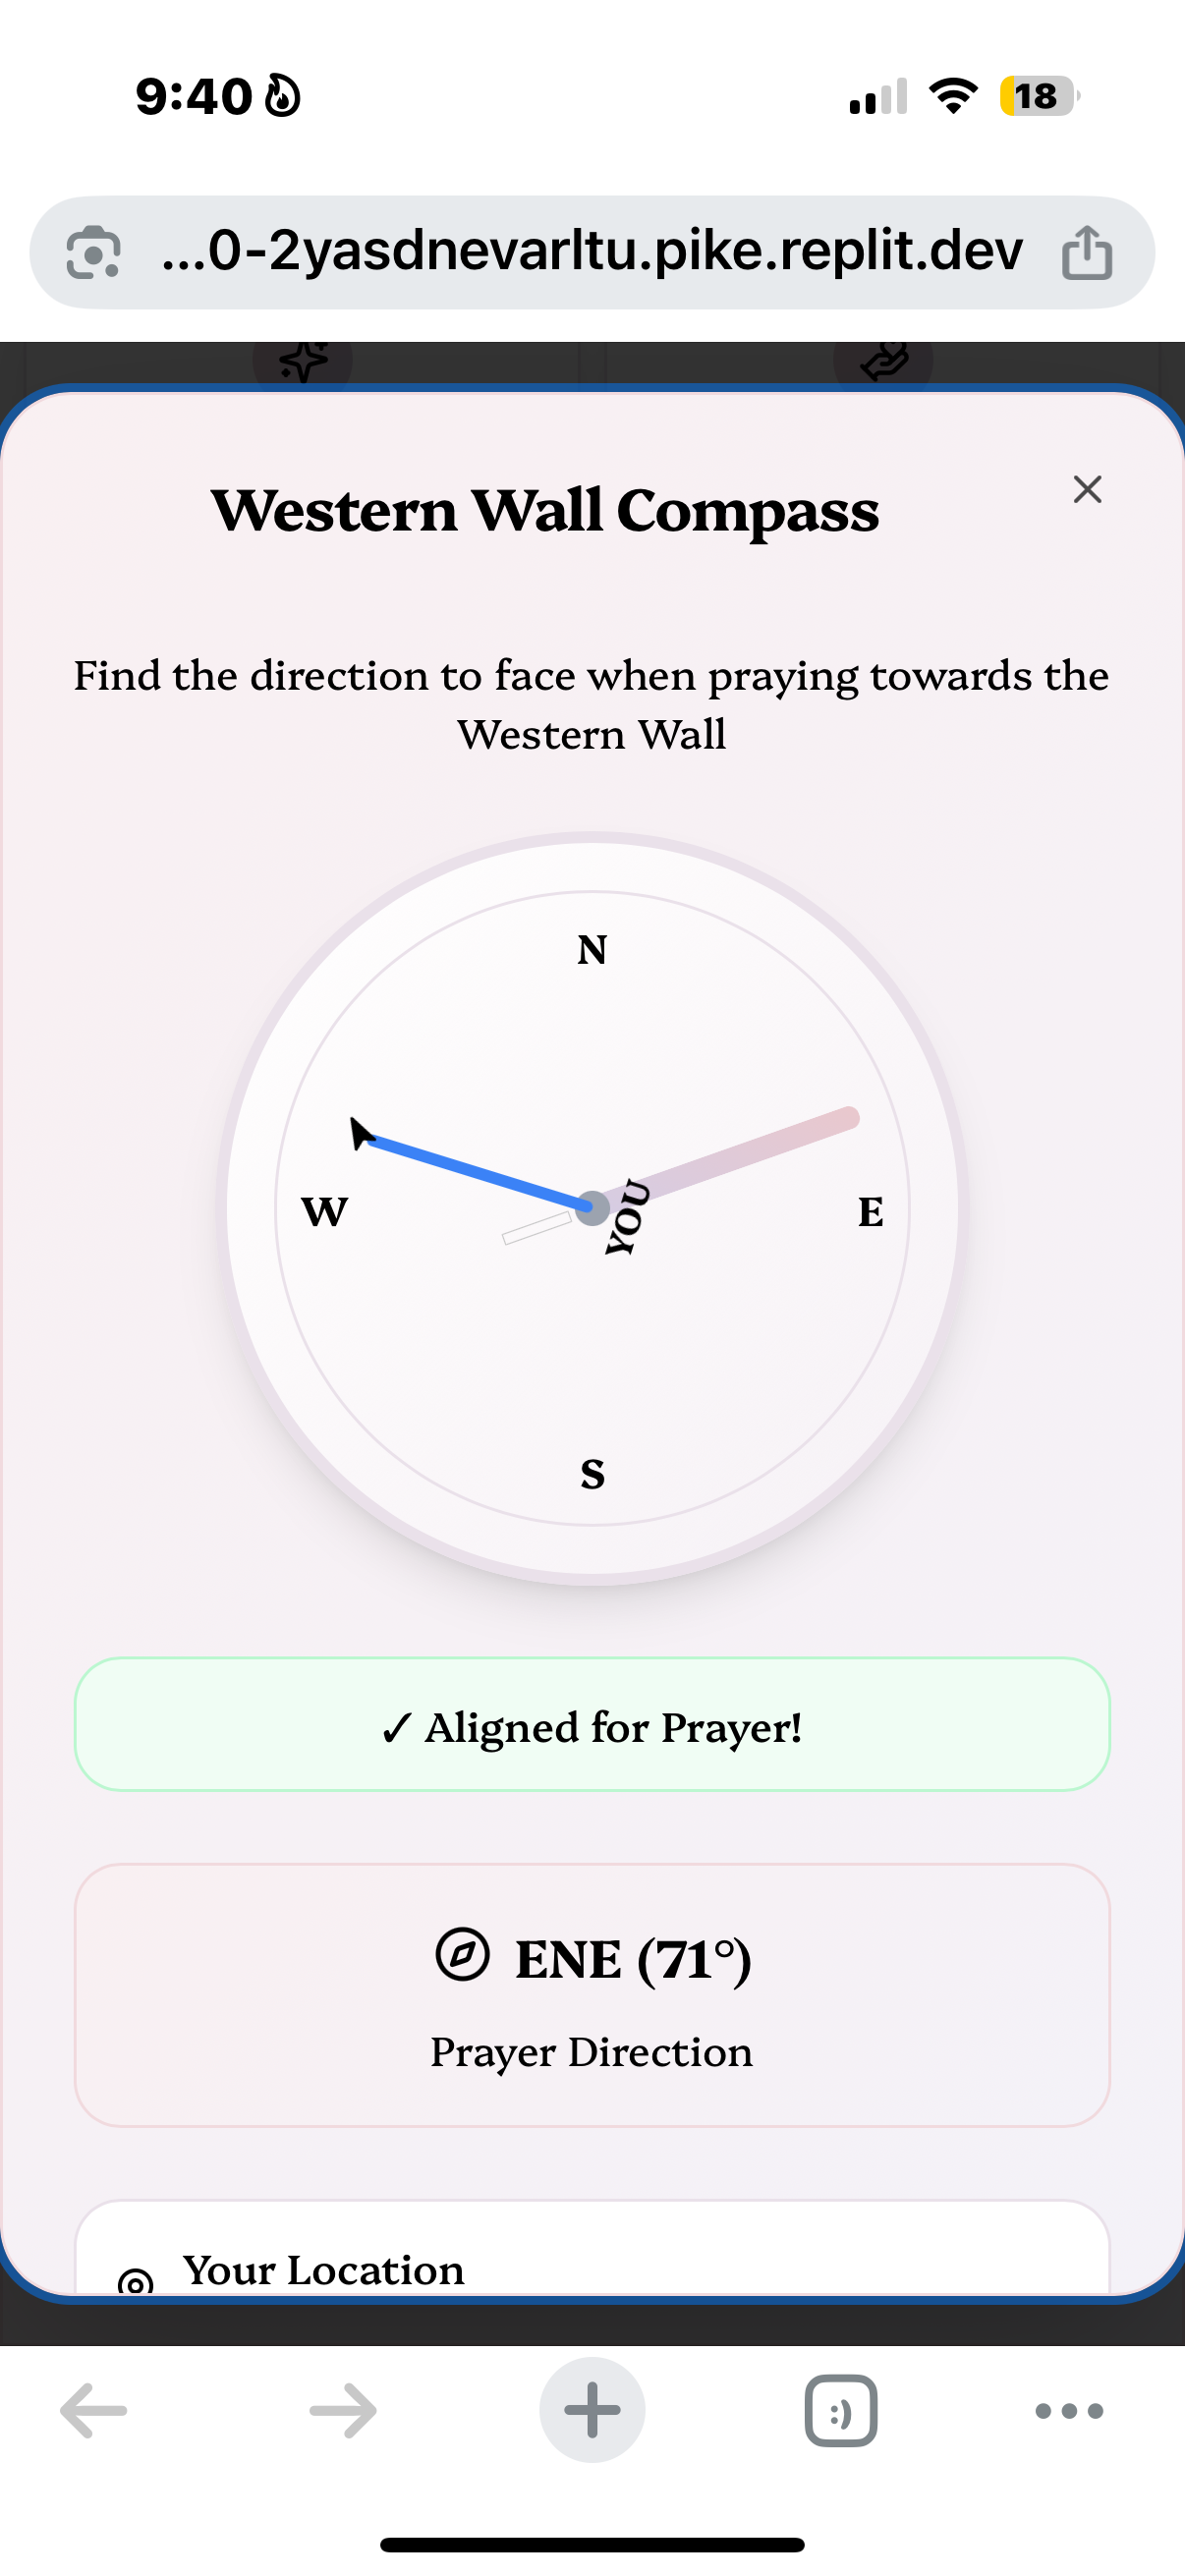 9:40
18
...0-2yasdnevarltu.pike.replit.dev
Western Wall Compass
Find the direction to face when praying towards the
Western Wall
N
W
YOU
E
S
✓ Aligned for Prayer!
ENE (71°)
Prayer Direction
Your Location
:)